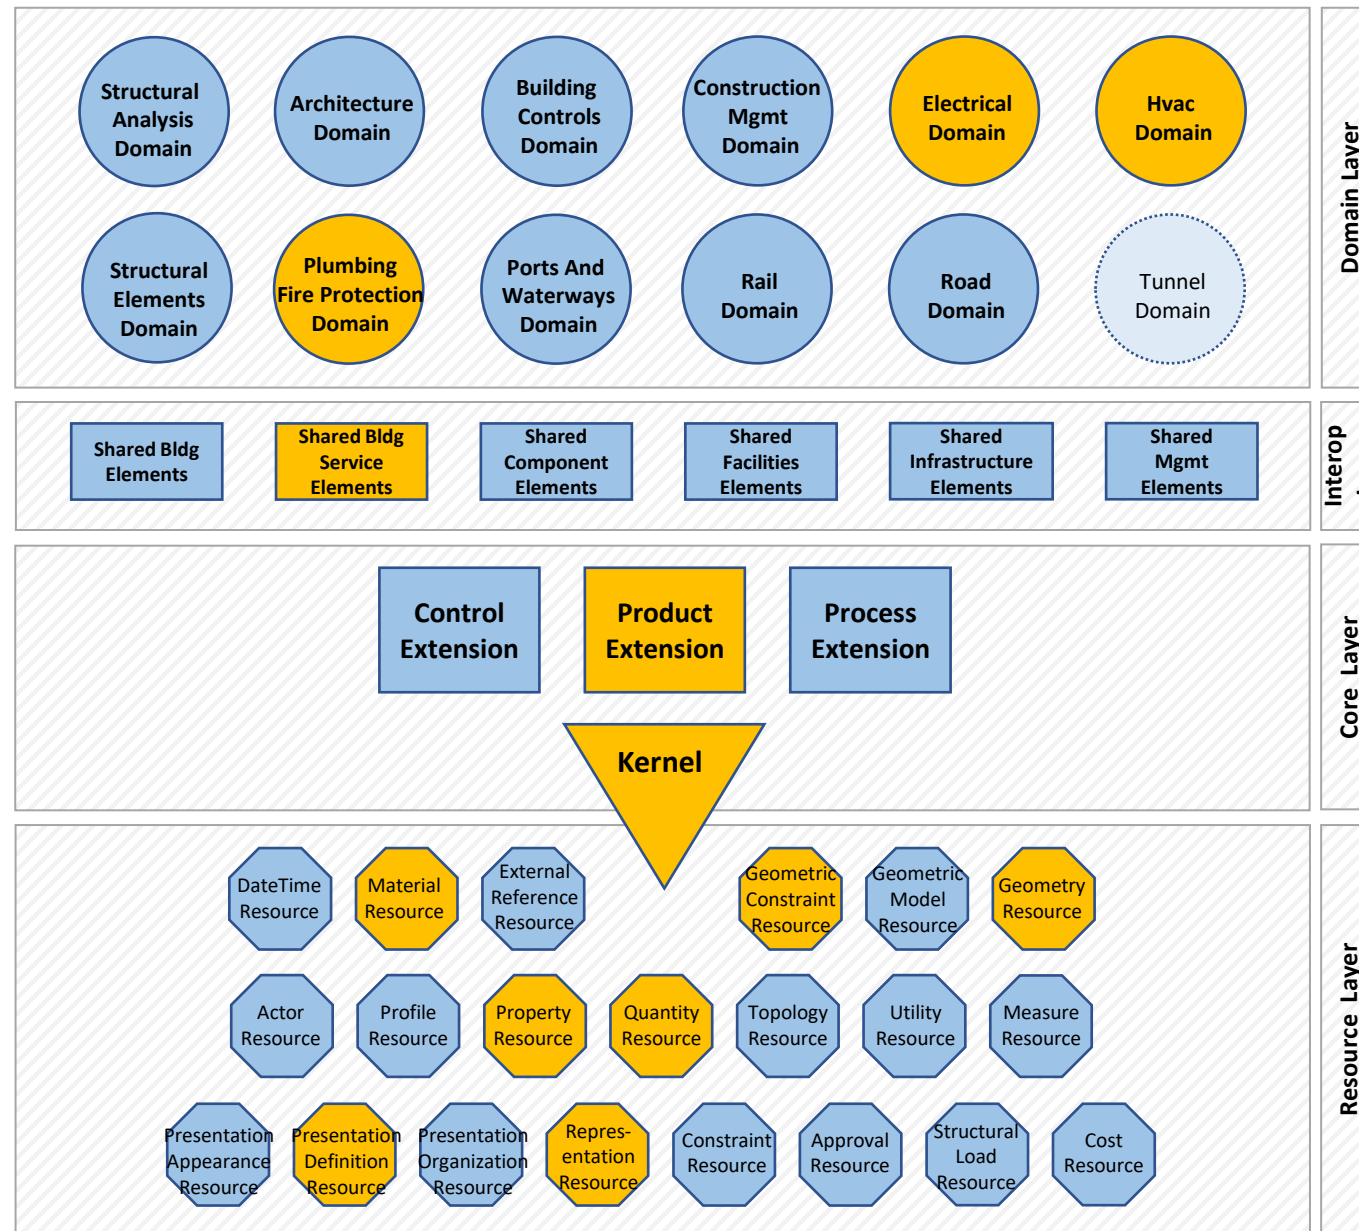 Structural
Analysis
Domain
Architecture
Domain
Building
Controls
Domain
Construction
Mgmt
Domain
Electrical
Domain
Hvac
Domain
Structural
Elements
Domain
Plumbing
Fire Protection
Domain
Ports And
Waterways
Domain
Rail
Domain
Road
Domain
Tunnel
Domain
Domain Layer
Shared Bldg
Elements
Shared Bldg
Service
Elements
Shared
Component
Elements
Shared
Facilities
Elements
Shared
Infrastructure
Elements
Shared
Mgmt
Elements
Interop
Control
Extension
Product
Extension
Process
Extension
Kernel
Core Layer
DateTime
Resource
Material
Resource
External
Reference
Resource
Geometric
Constraint
Resource
Geometric
Model
Resource
Geometry
Resource
Actor
Resource
Profile
Resource
Property
Resource
Quantity
Resource
Topology
Resource
Utility
Resource
Measure
Resource
Presentation
Appearance
Resource
Presentation
Definition
Resource
Presentation
Organization
Resource
Repres-
entation
Resource
Constraint
Resource
Approval
Resource
Structural
Load
Resource
Cost
Resource
Resource Layer